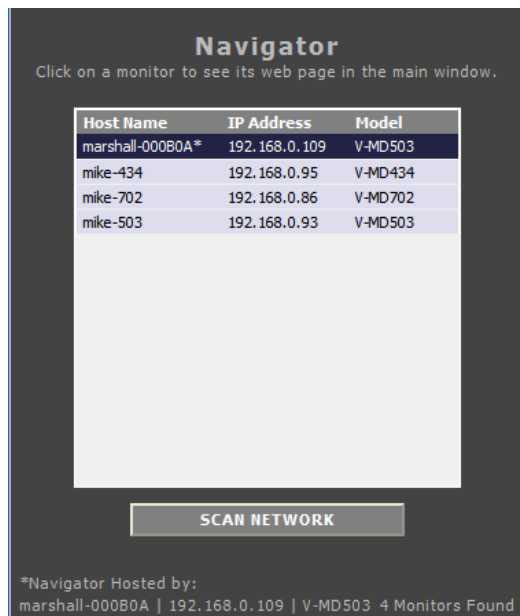 Navigator
Click on a monitor to see its web page in the main window.
Host Name IP Address Model
marshall-000B0A* 192.168.0.109 V-MD503
mike-434 192.168.0.95 V-MD434
mike-702 192.168.0.86 V-MD702
mike-503 192.168.0.93 V-MD503
SCAN NETWORK
*Navigator Hosted by:
marshall-000B0A | 192.168.0.109 | V-MD503 4 Monitors Found